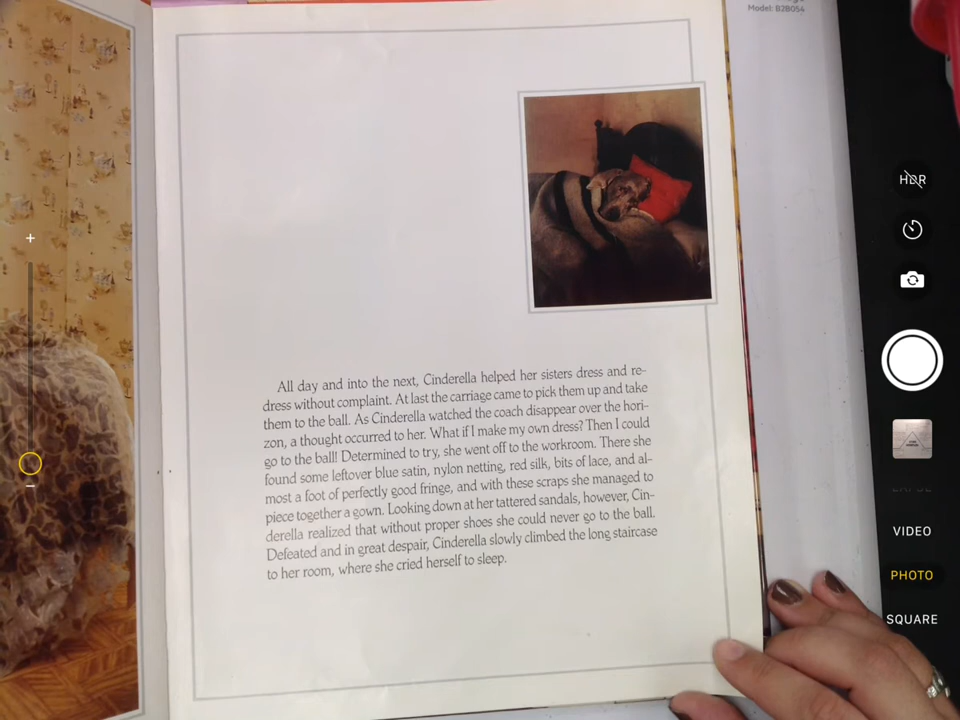 Model: B2B054
All day and into the next, Cinderella helped her sisters dress and re-
dress without complaint. At last the carriage came to pick them up and take
them to the ball. As Cinderella watched the coach disappear over the hori-
zon, a thought occurred to her. What if I make my own dress? Then I could
go to the ball! Determined to try, she went off to the workroom. There she
found some leftover blue satin, nylon netting, red silk, bits of lace, and al-
most a foot of perfectly good fringe, and with these scraps she managed to
piece together a gown. Looking down at her tattered sandals, however, Cin-
derella realized that without proper shoes she could never go to the ball.
Defeated and in great despair, Cinderella slowly climbed the long staircase
to her room, where she cried herself to sleep.
HDR
VIDEO
PHOTO
SQUARE